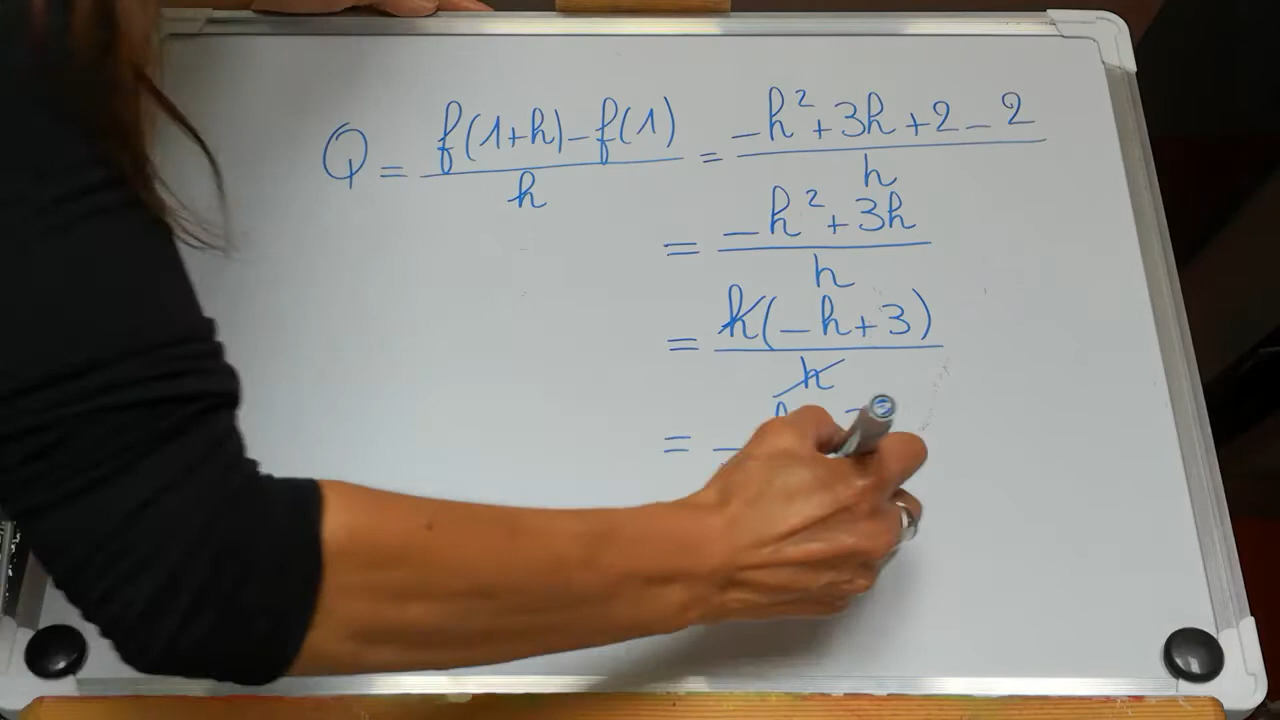 Q = f(1+h)-f(1) / h = -h²+3h+2-2 / h
= -h²+3h / h
= h(-h+3) / h
= -